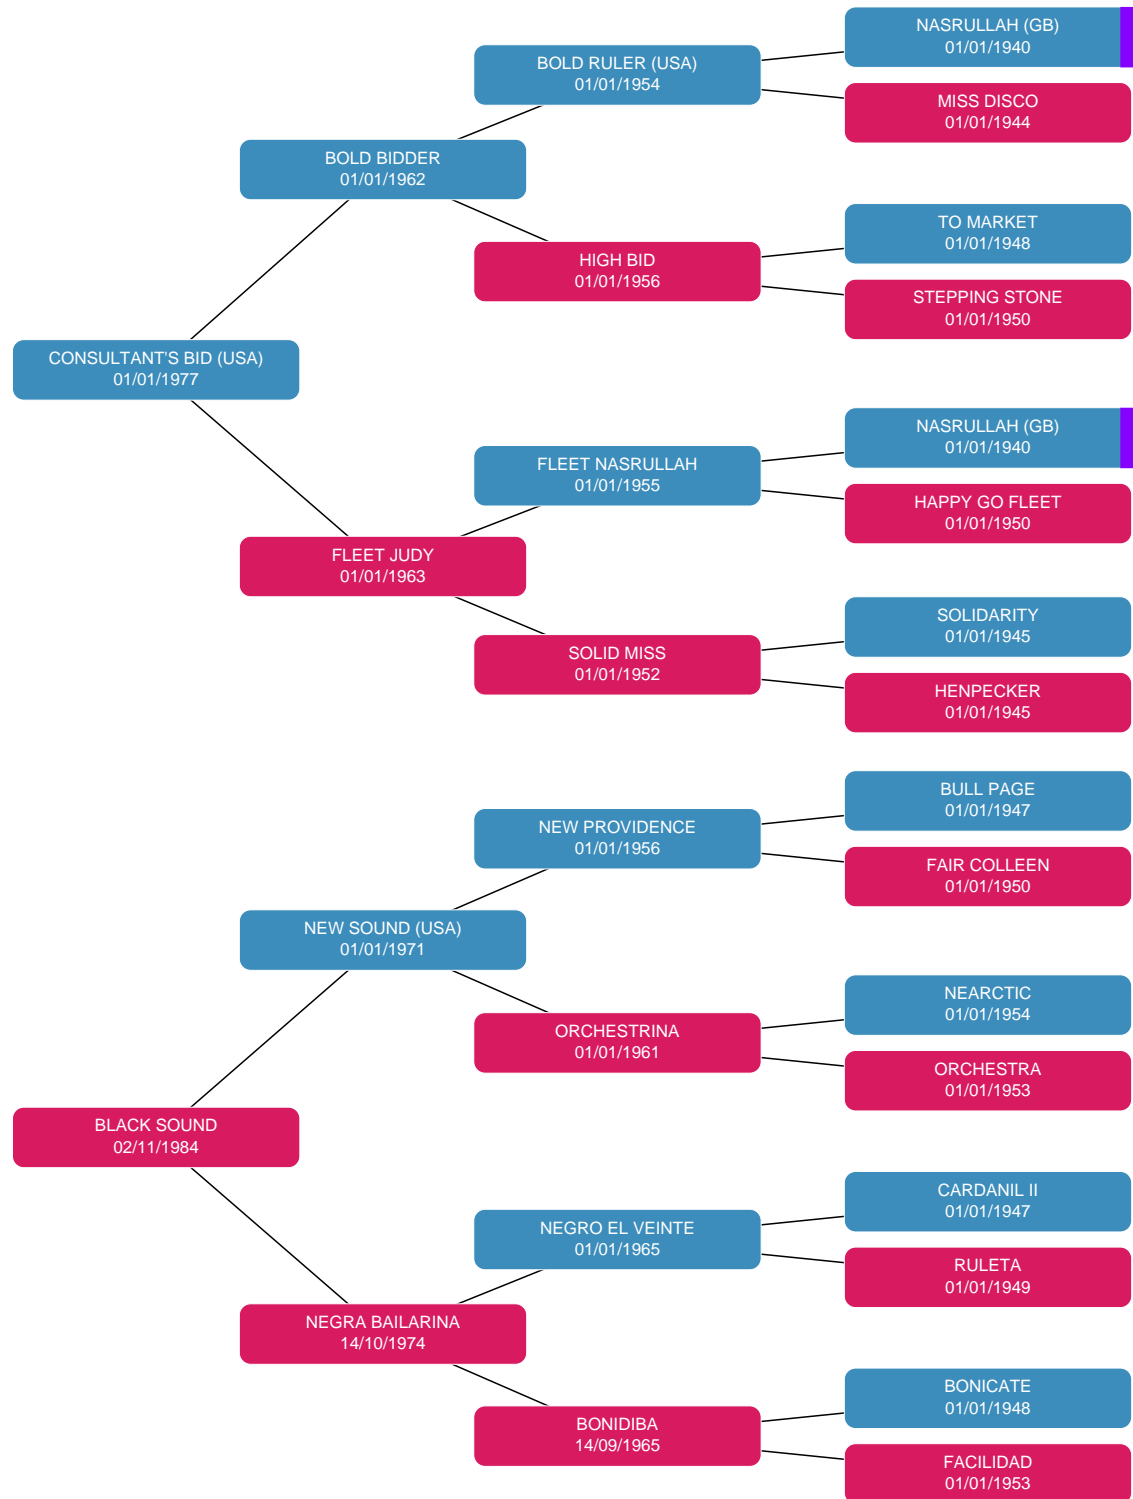 NASRULLAH (GB)
01/01/1940
BOLD RULER (USA)
01/01/1954
MISS DISCO
01/01/1944
BOLD BIDDER
01/01/1962
TO MARKET
01/01/1948
HIGH BID
01/01/1956
STEPPING STONE
01/01/1950
CONSULTANT'S BID (USA)
01/01/1977
NASRULLAH (GB)
01/01/1940
FLEET NASRULLAH
01/01/1955
HAPPY GO FLEET
01/01/1950
FLEET JUDY
01/01/1963
SOLIDARITY
01/01/1945
SOLID MISS
01/01/1952
HENPECKER
01/01/1945
BULL PAGE
01/01/1947
NEW PROVIDENCE
01/01/1956
FAIR COLLEEN
01/01/1950
NEW SOUND (USA)
01/01/1971
NEARCTIC
01/01/1954
ORCHESTRINA
01/01/1961
ORCHESTRA
01/01/1953
BLACK SOUND
02/11/1984
CARDANIL II
01/01/1947
NEGRO EL VEINTE
01/01/1965
RULETA
01/01/1949
NEGRA BAILARINA
14/10/1974
BONICATE
01/01/1948
BONIDIBA
14/09/1965
FACILIDAD
01/01/1953